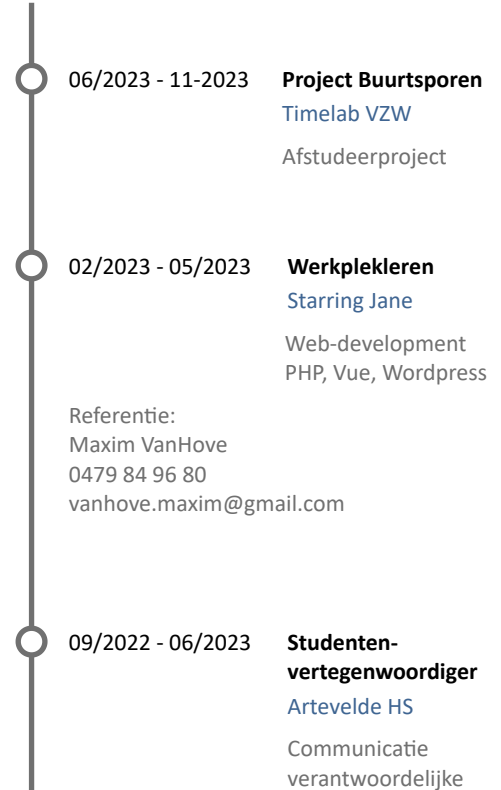 06/2023 - 11-2023 Project Buurtsporen
Timelab VZW
Afstudeerproject
02/2023 - 05/2023 Werkplekleren
Starring Jane
Web-development
PHP, Vue, Wordpress
Referentie:
Maxim VanHove
0479 84 96 80
vanhove.maxim@gmail.com
09/2022 - 06/2023 Studenten-
vertegenwoordiger
Artevelde HS
Communicatie
verantwoordelijke